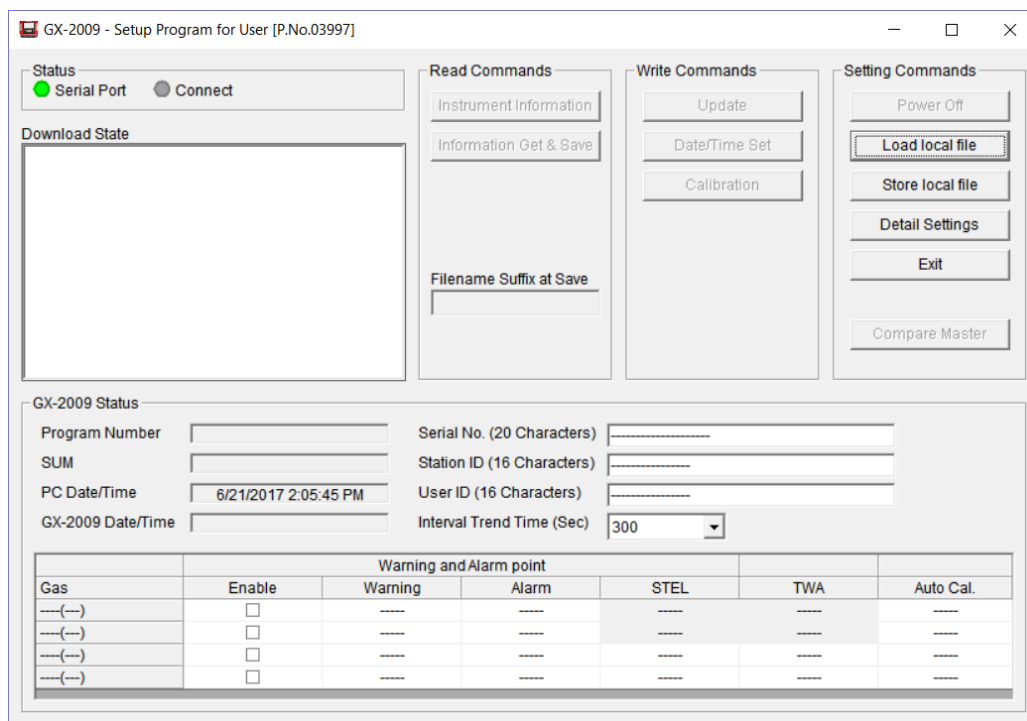 GX-2009 - Setup Program for User [P.No.03997]
Status
Serial Port Connect
Download State
Read Commands
Instrument Information
Information Get & Save
Filename Suffix at Save
Write Commands
Update
Date/Time Set
Calibration
Setting Commands
Power Off
Load local file
Store local file
Detail Settings
Exit
Compare Master
GX-2009 Status
Program Number
SUM
PC Date/Time 6/21/2017 2:05:45 PM
GX-2009 Date/Time
Serial No. (20 Characters) --------------------
Station ID (16 Characters) ----------------
User ID (16 Characters) ----------------
Interval Trend Time (Sec) 300
Warning and Alarm point
Gas Enable Warning Alarm STEL TWA Auto Cal.
----(---) ----- ----- ----- ----- -----
----(---) ----- ----- ----- ----- -----
----(---) ----- ----- ----- ----- -----
----(---) ----- ----- ----- ----- -----